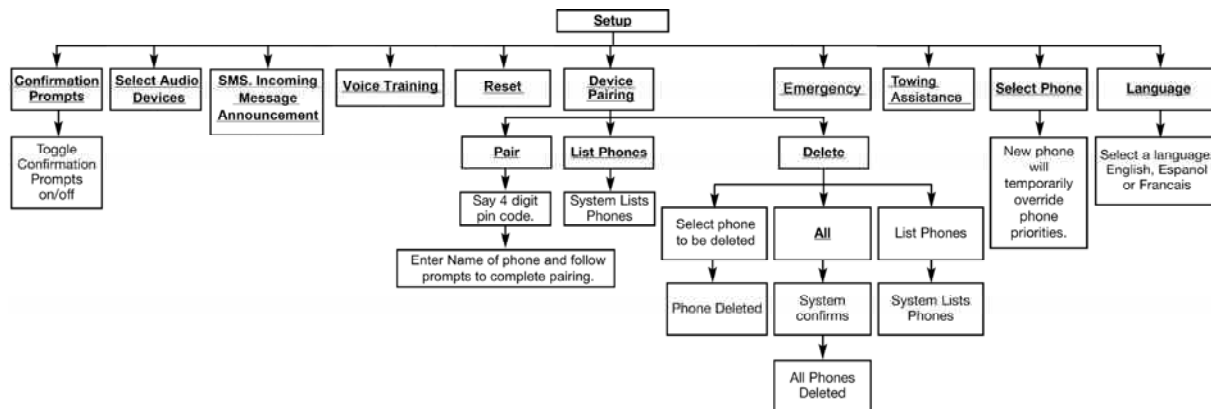 Setup
Confirmation
Prompts
Select Audio
Devices
SMS. Incoming
Message
Announcement
Voice Training
Reset
Device
Pairing
Emergency
Towing
Assistance
Select Phone
Language
Toggle
Confirmation
Prompts
on/off
Pair
List Phones
Delete
New phone
will
temporarily
override
phone
priorities.
Select a language:
English, Espanol
or Francais
Say 4 digit
pin code.
System Lists
Phones
Select phone
to be deleted
All
List Phones
Enter Name of phone and follow
prompts to complete pairing.
Phone Deleted
System
confirms
System Lists
Phones
All Phones
Deleted